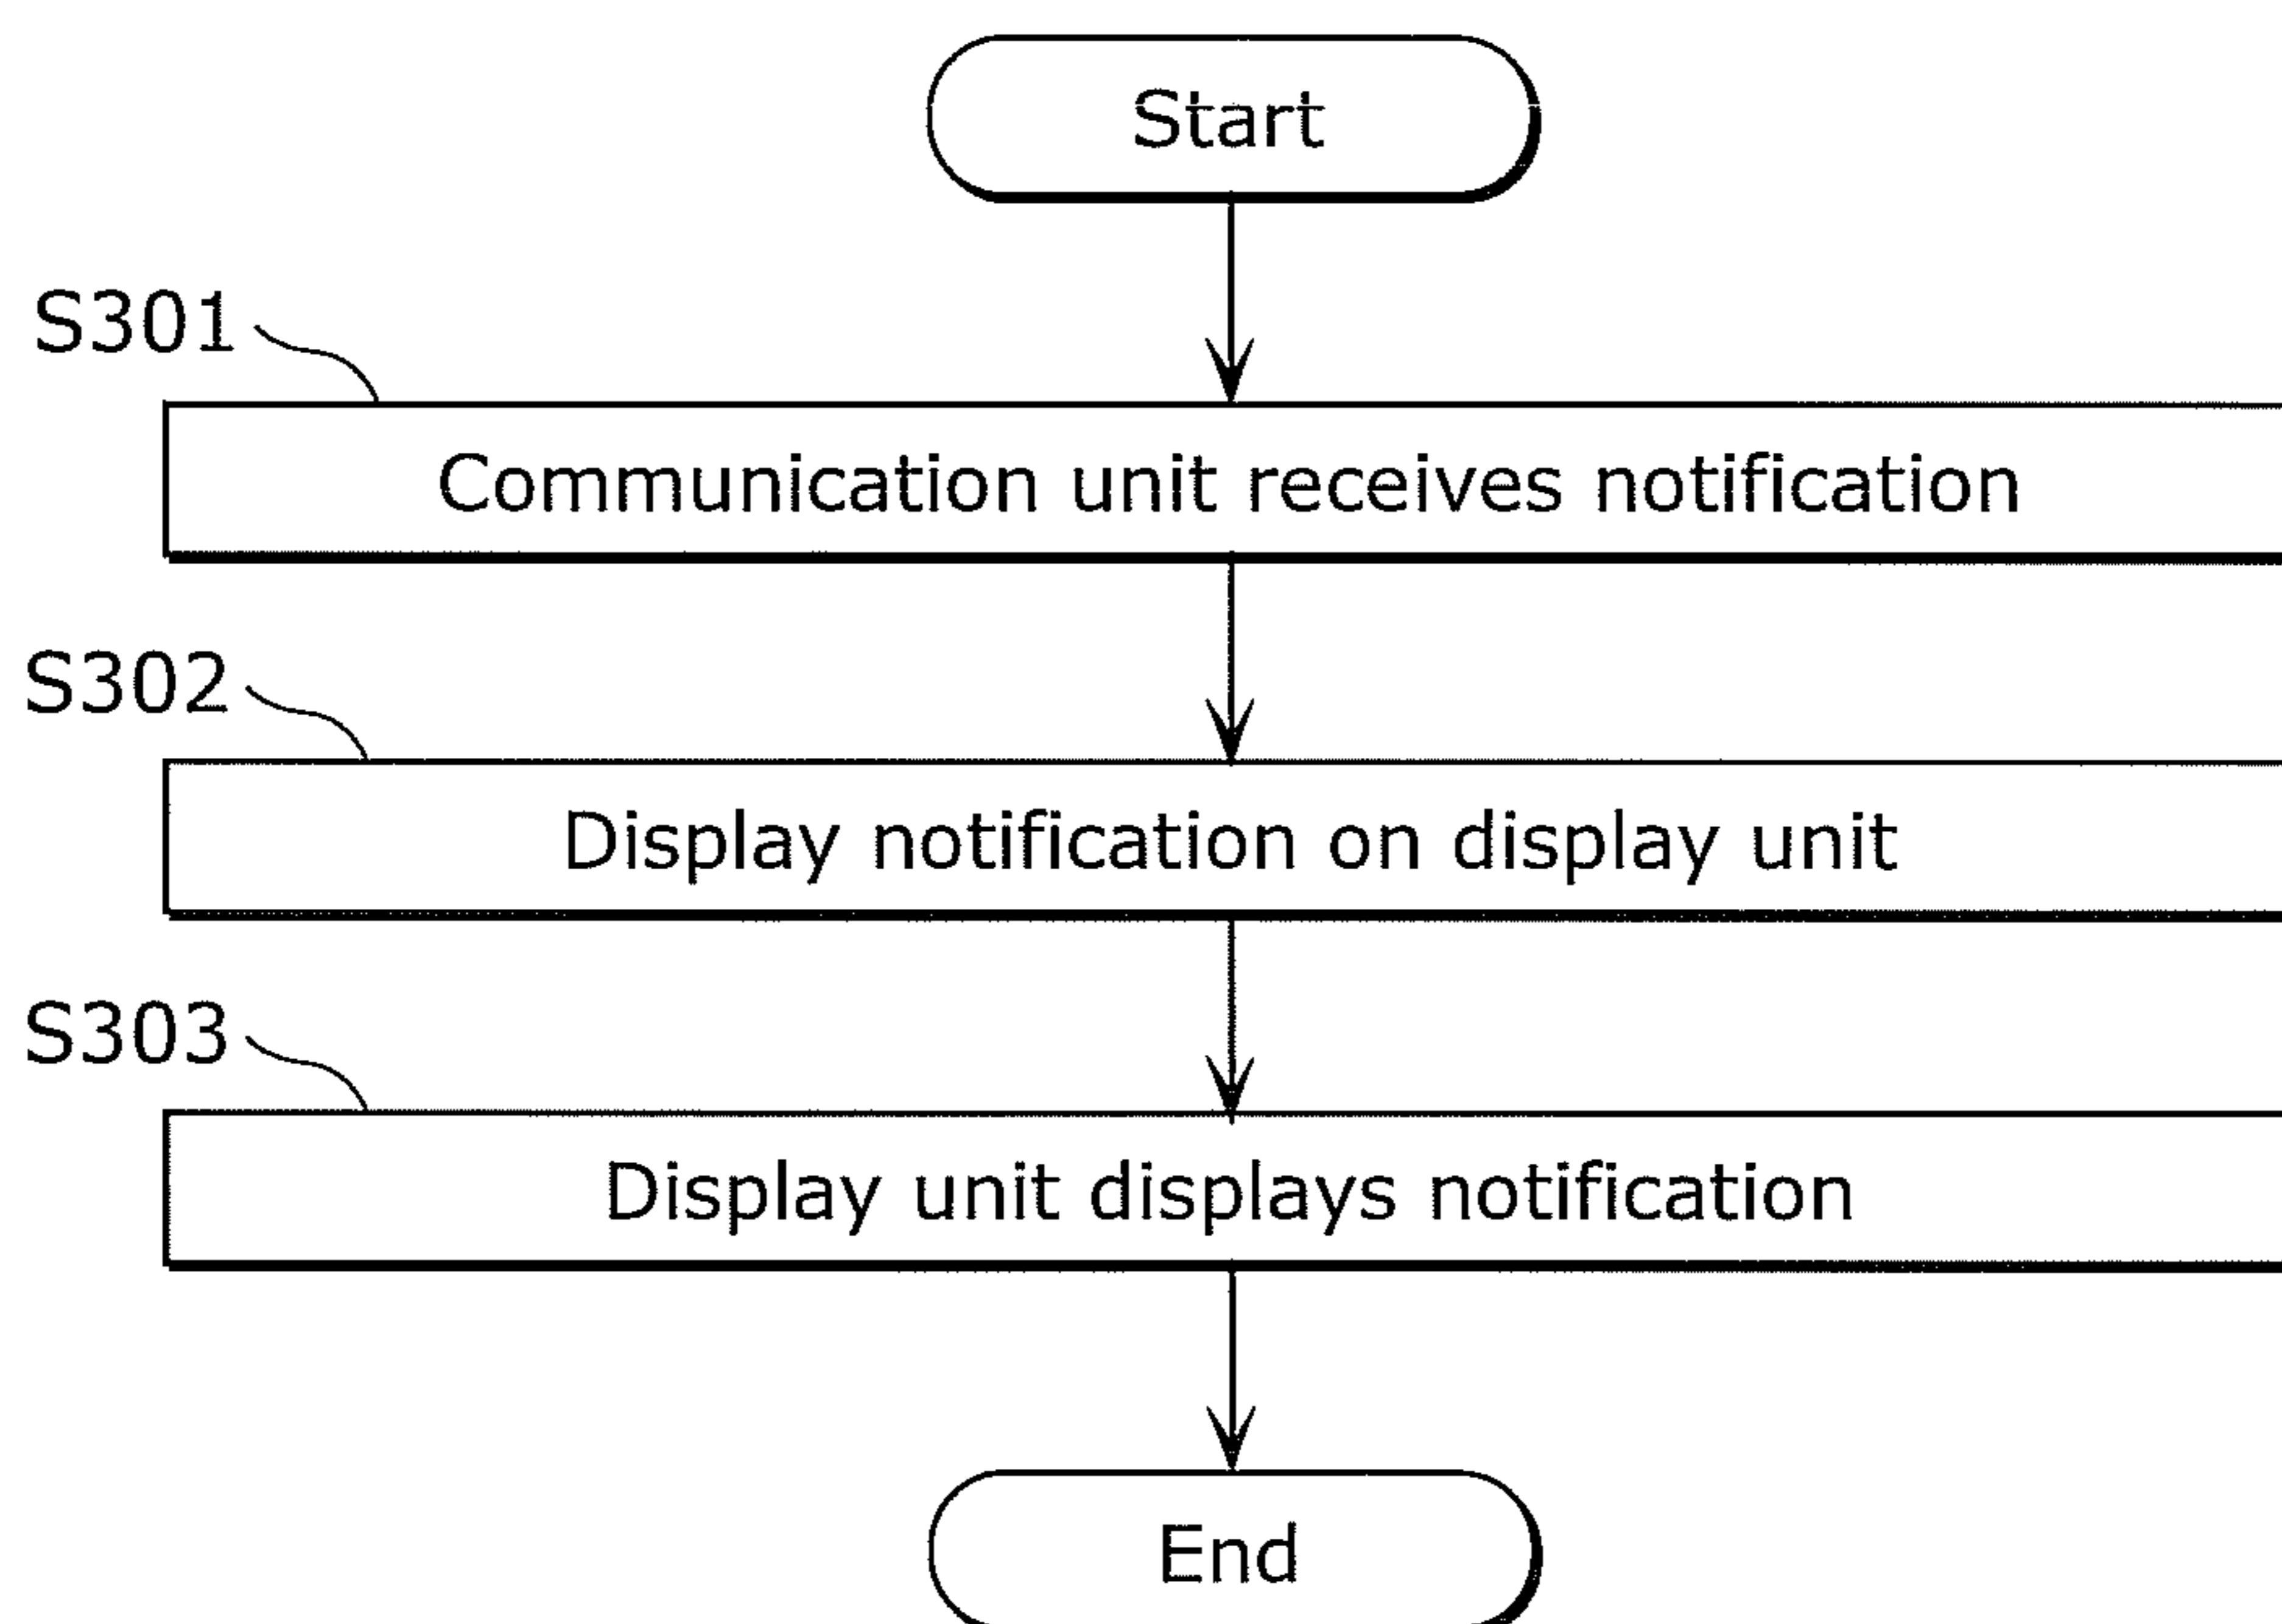 Start
S301
Communication unit receives notification
S302
Display notification on display unit
S303
Display unit displays notification
End